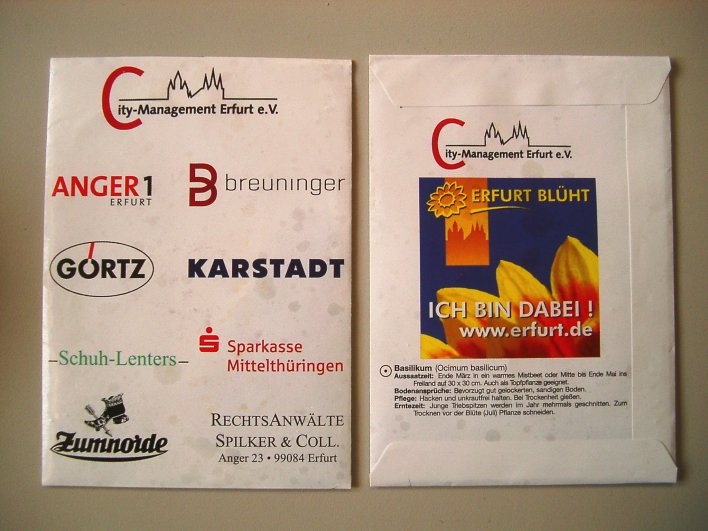 City-Management Erfurt e.V.
ANGER 1
ERFURT
B breuninger
GÖRTZ
KARSTADT
Schuh-Lenters
Sparkasse
Mittelthüringen
Zumnorde
RECHTSANWÄLTE
SPILKER & COLL.
Anger 23 • 99084 Erfurt
City-Management Erfurt e.V.
ERFURT BLÜHT
ICH BIN DABEI !
www.erfurt.de
Basilikum (Ocimum basilicum)
Aussaatzeit: Ende März in ein warmes Mistbeet oder Mitte bis Ende Mai ins
Freiland auf 30 x 30 cm. Auch als Topfpflanze geeignet.
Bodenansprüche: Bevorzugt gut gelockerten, sandigen Boden.
Pflege: Hacken und unkrautfrei halten. Bei Trockenheit gießen.
Erntezeit: Junge Triebspitzen werden im Jahr mehrmals geschnitten. Zum
Trocknen vor der Blüte (Juli) Pflanze schneiden.